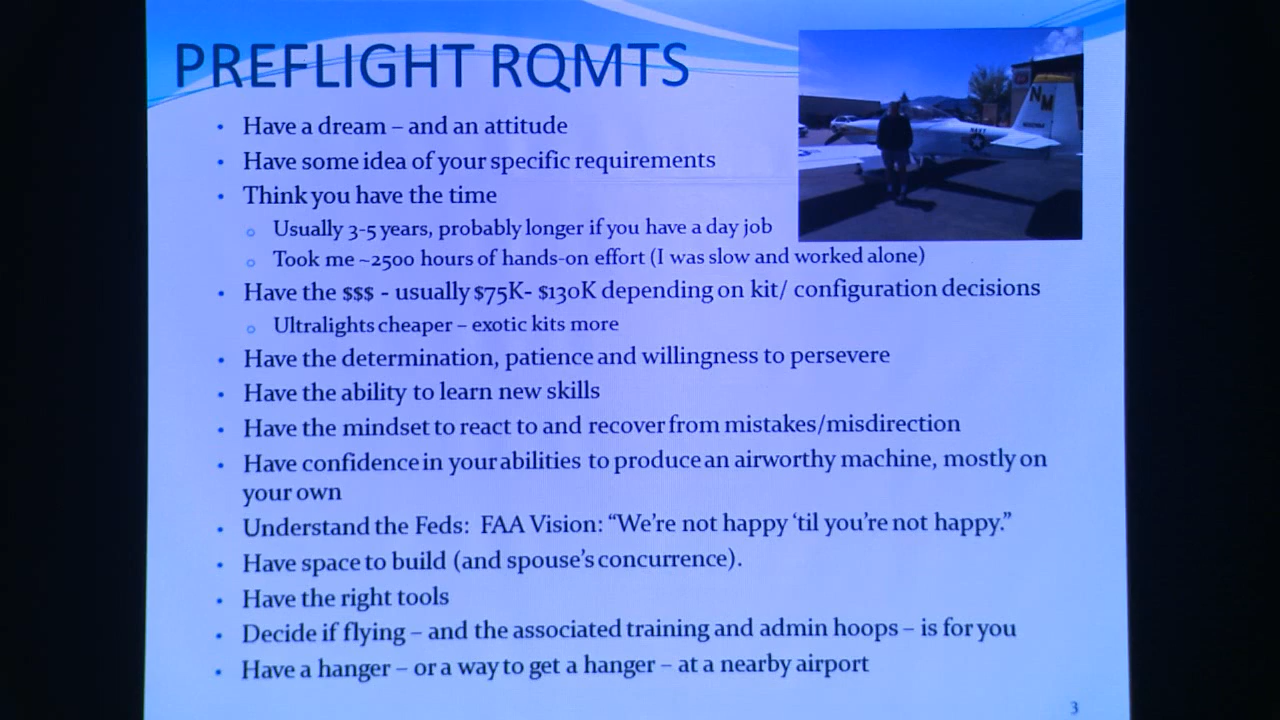 PREFLIGHT RQMTS
• Have a dream – and an attitude
• Have some idea of your specific requirements
• Think you have the time
○ Usually 3-5 years, probably longer if you have a day job
○ Took me ~2500 hours of hands-on effort (I was slow and worked alone)
• Have the $$$ - usually $75K- $130K depending on kit/ configuration decisions
○ Ultralights cheaper – exotic kits more
• Have the determination, patience and willingness to persevere
• Have the ability to learn new skills
• Have the mindset to react to and recover from mistakes/misdirection
• Have confidence in your abilities to produce an airworthy machine, mostly on
your own
• Understand the Feds:  FAA Vision: “We’re not happy ‘til you’re not happy.”
• Have space to build (and spouse’s concurrence).
• Have the right tools
• Decide if flying – and the associated training and admin hoops – is for you
• Have a hanger – or a way to get a hanger – at a nearby airport
NM
NAVY
3